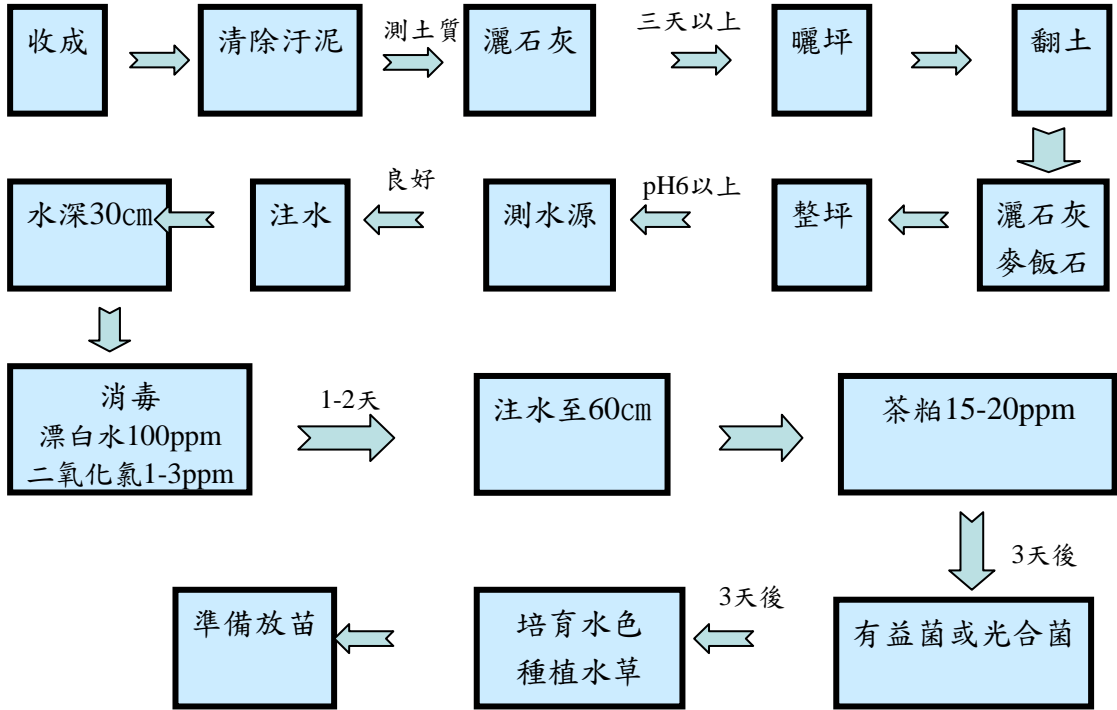 收成
清除汙泥
測土質
灑石灰
三天以上
曬坪
翻土
灑石灰
麥飯石
整坪
pH6以上
測水源
良好
注水
水深30cm
消毒
漂白水100ppm
二氧化氯1-3ppm
1-2天
注水至60cm
茶粕15-20ppm
3天後
有益菌或光合菌
3天後
培育水色
種植水草
準備放苗